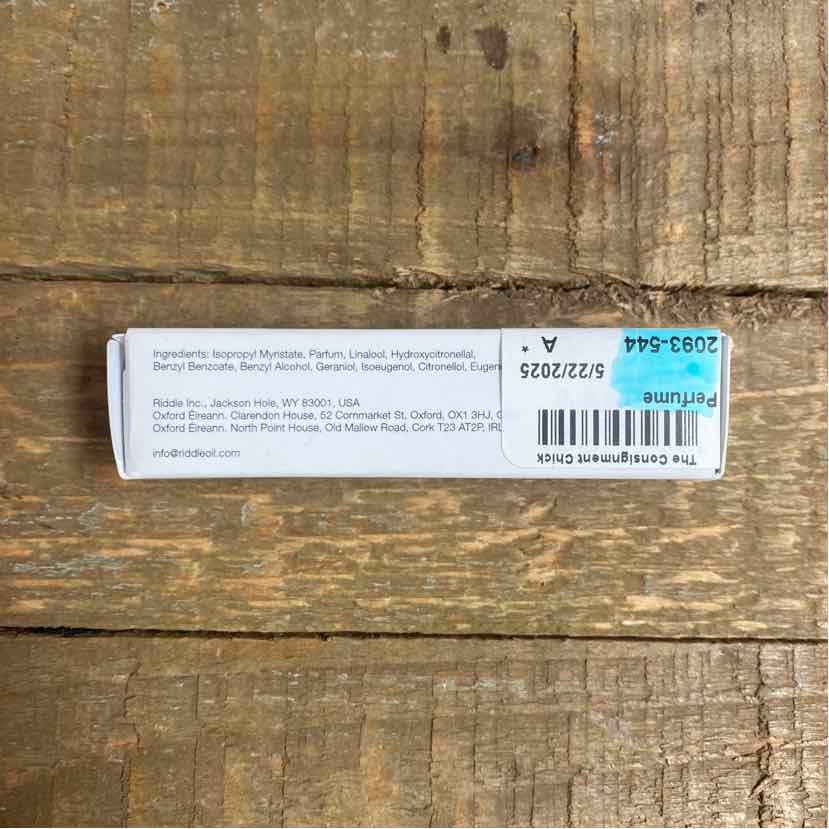 Ingredients: Isopropyl Myristate, Parfum, Linalool, Hydroxycitronellal,
Benzyl Benzoate, Benzyl Alcohol, Geraniol, Isoeugenol, Citronellol,
Riddle Inc., Jackson Hole, WY 83001, USA
Oxford Éireann. Clarendon House, 52 Cornmarket St, Oxford, OX1 3HJ,
Oxford Éireann. North Point House, Old Mallow Road, Cork T23 AT2P, IRL
info@riddleoil.com
The Consignment Chick
Perfume
5/22/2025
2093-544 A *